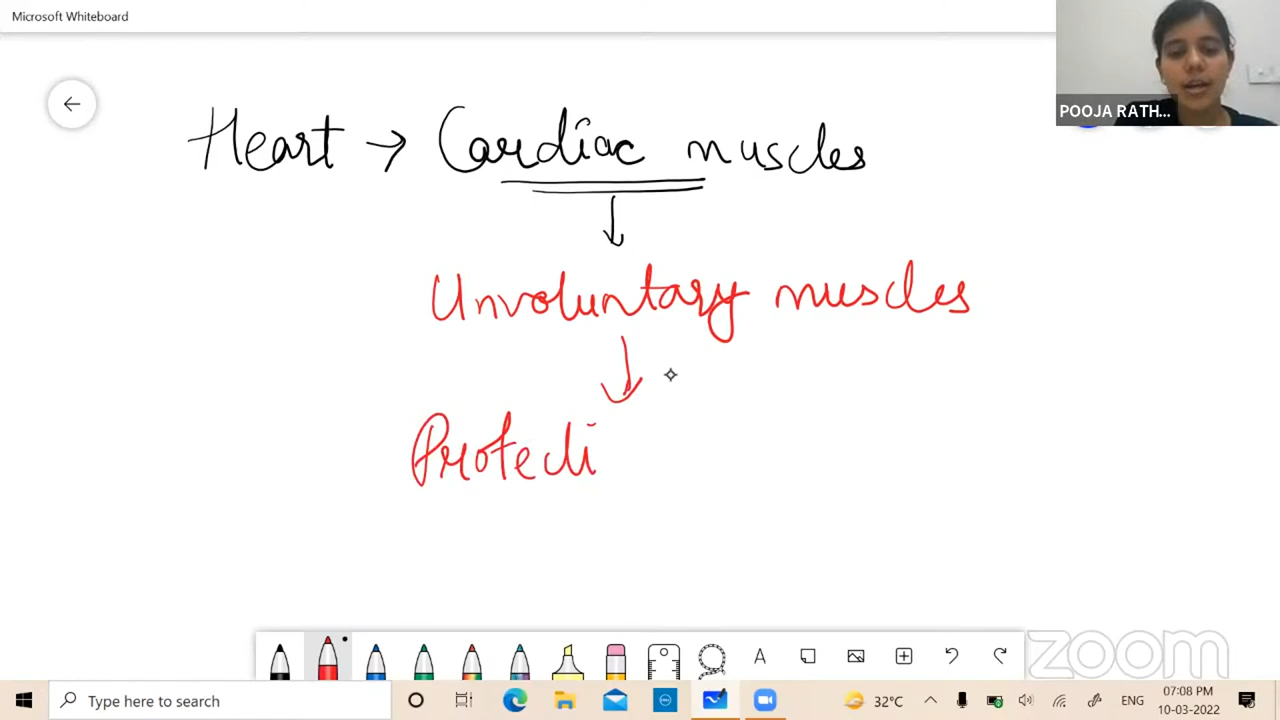 Microsoft Whiteboard
POOJA RATH...
Heart → Cardiac muscles
↓
Unvoluntary muscles
↓
Protecti
A
zoom
Type here to search
32°C
ENG
07:08 PM
10-03-2022